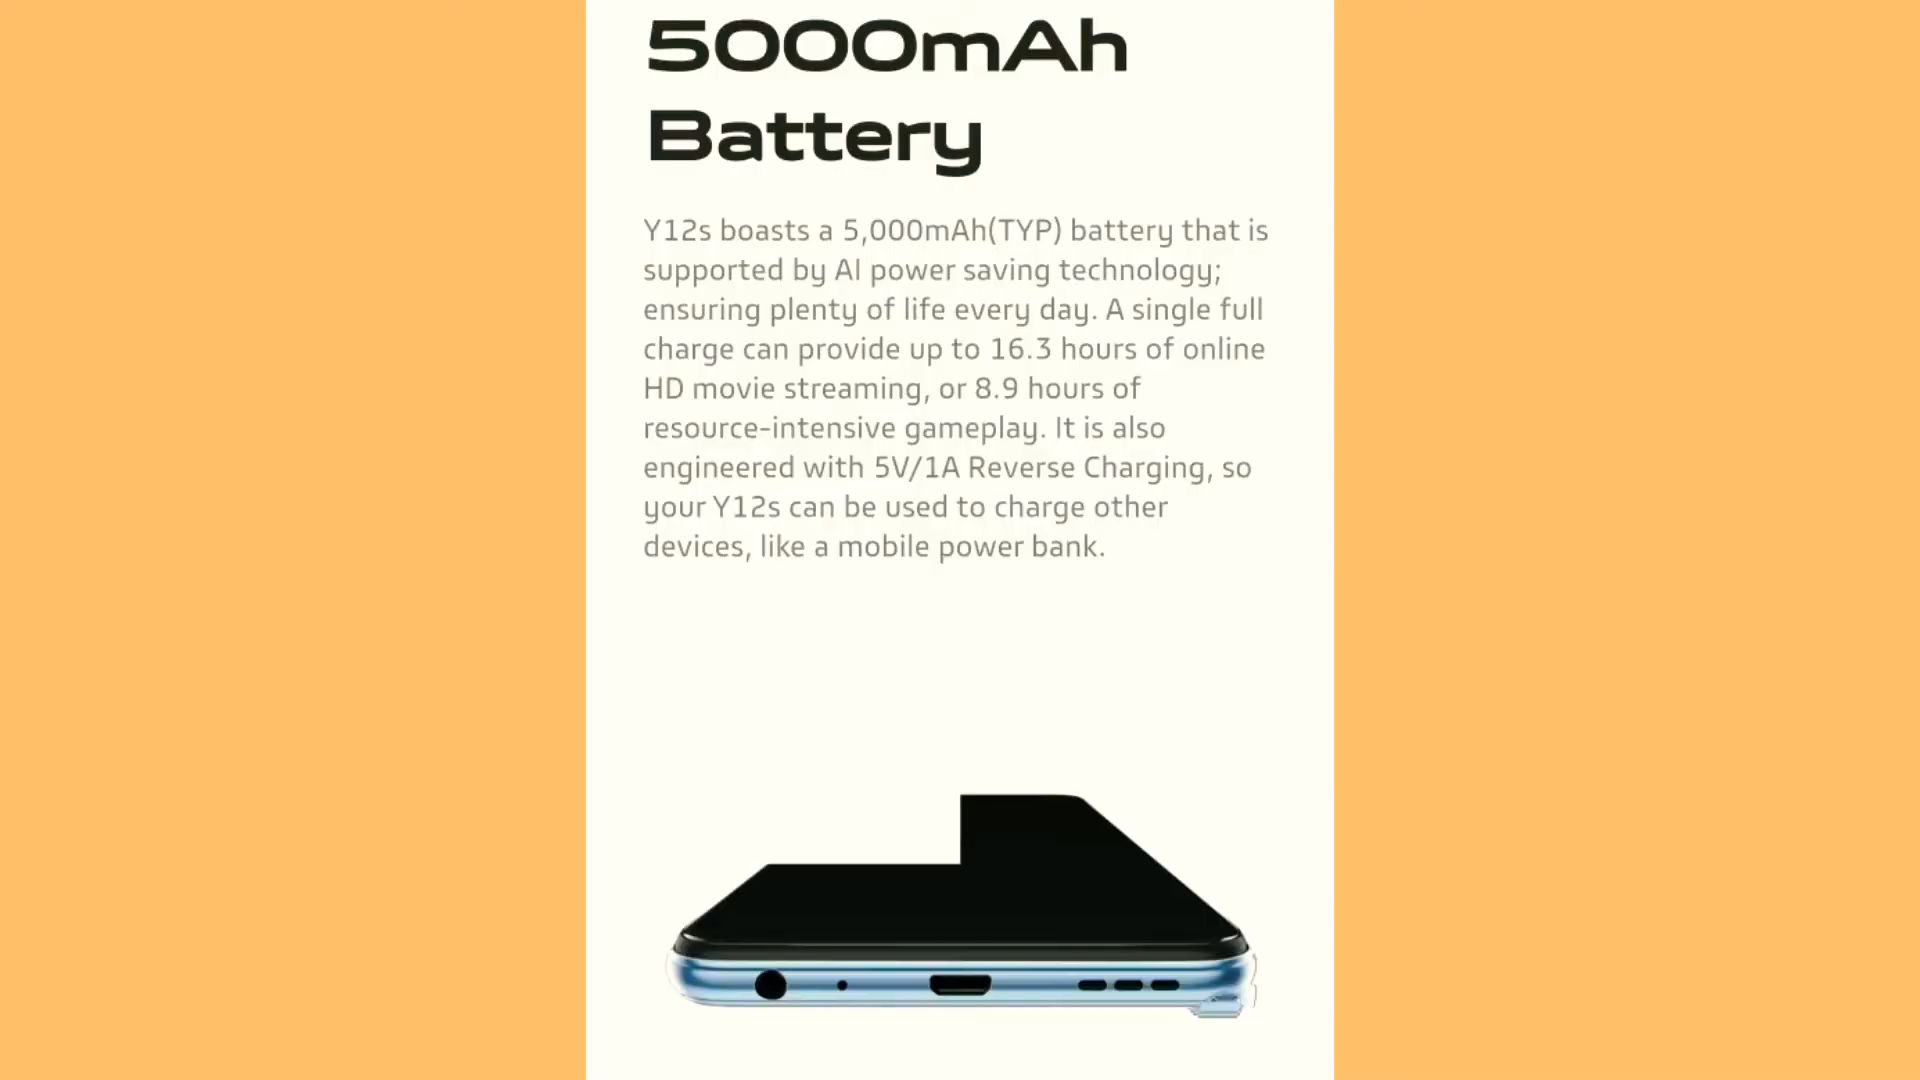 5000mAh
Battery
Y12s boasts a 5,000mAh(TYP) battery that is
supported by AI power saving technology;
ensuring plenty of life every day. A single full
charge can provide up to 16.3 hours of online
HD movie streaming, or 8.9 hours of
resource-intensive gameplay. It is also
engineered with 5V/1A Reverse Charging, so
your Y12s can be used to charge other
devices, like a mobile power bank.